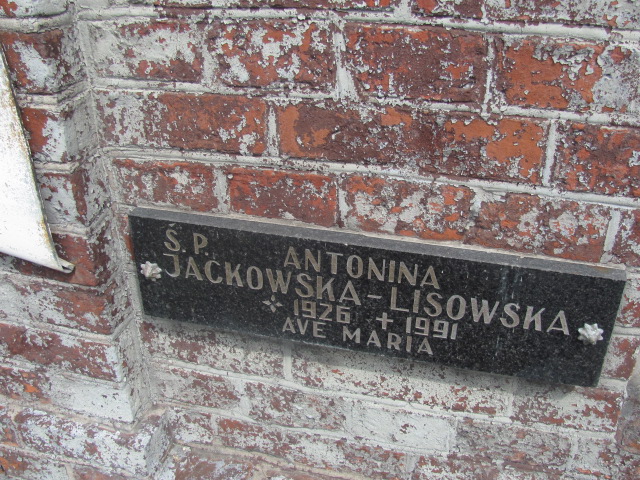 Ś. P. ANTONINA
JACKOWSKA-LISOWSKA
1926 +1991
AVE MARIA